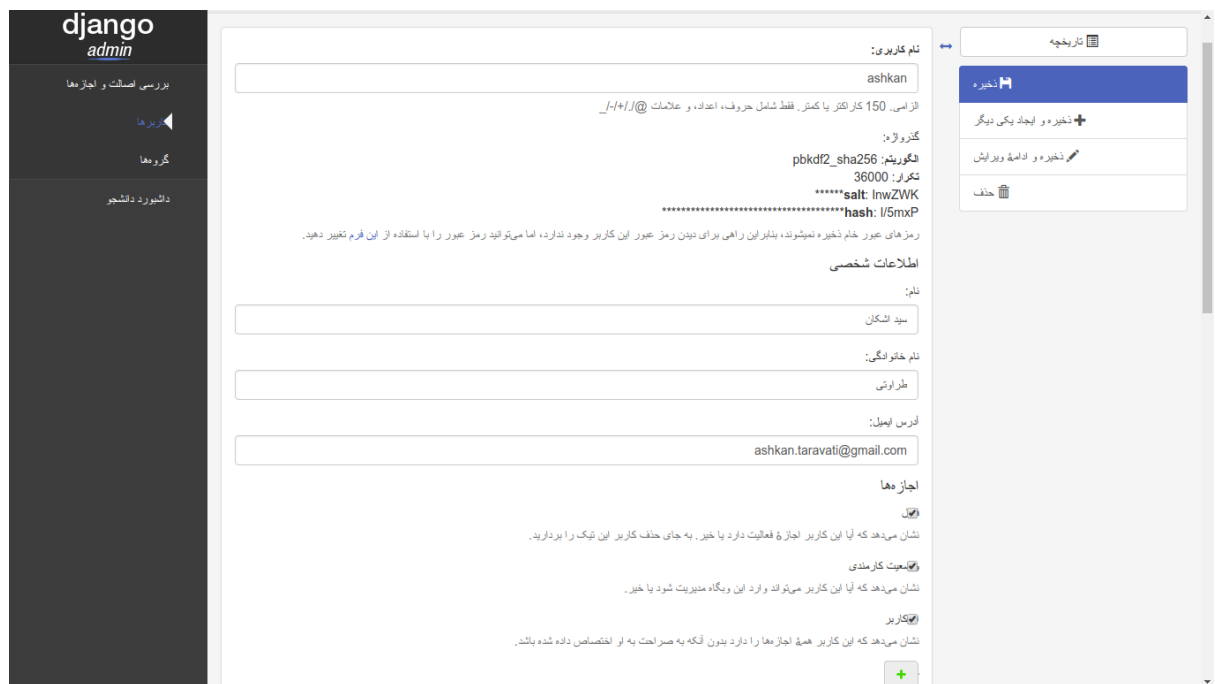 django
admin
بررسی اصالت و اجازه‌ها
کاربرها
گروه‌ها
داشبورد دانشجو
تاریخچه
ذخیره
ذخیره و ایجاد یکی دیگر
ذخیره و ادامهٔ ویرایش
حذف
نام کاربری:
ashkan
الزامی. 150 کاراکتر یا کمتر. فقط شامل حروف، اعداد، و علامات @/./+/-/_
گذرواژه:
الگوریتم: pbkdf2_sha256
تکرار: 36000
salt: InwZWK******
hash: I/5mxP**************************************
رمزهای عبور خام ذخیره نمیشوند، بنابراین راهی برای دیدن رمز عبور این کاربر وجود ندارد، اما می‌توانید رمز عبور را با استفاده از این فرم تغییر دهید.
اطلاعات شخصی
نام:
سید اشکان
نام خانوادگی:
طراوتی
آدرس ایمیل:
ashkan.taravati@gmail.com
اجازه‌ها
نشان می‌دهد که آیا این کاربر اجازهٔ فعالیت دارد یا خیر. به جای حذف کاربر این تیک را بردارید.
کارمندی
نشان می‌دهد که آیا این کاربر می‌تواند وارد این وبگاه مدیریت شود یا خیر.
کاربر
نشان می‌دهد که این کاربر همهٔ اجازه‌ها را دارد بدون آنکه به صراحت به او اختصاص داده شده باشد.